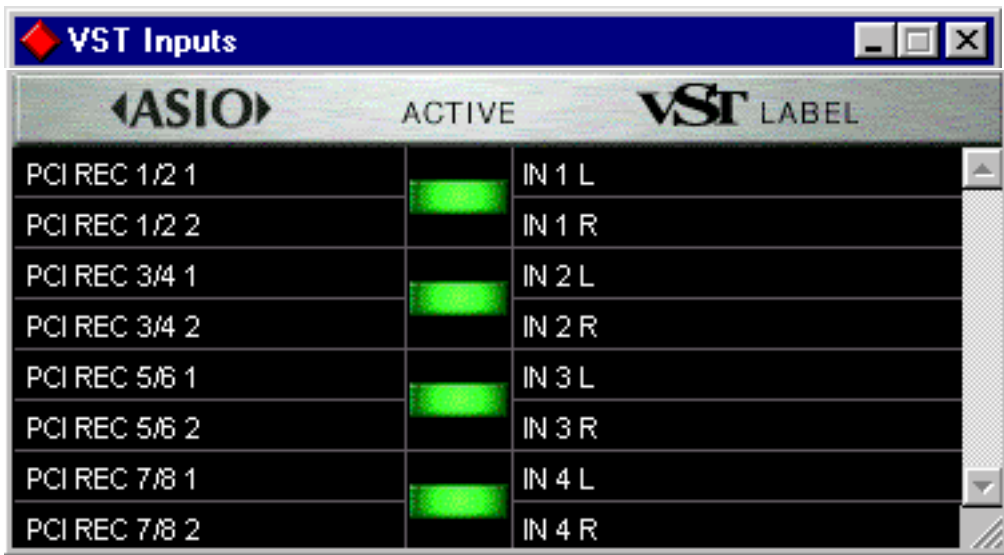 VST Inputs
ASIO ACTIVE VST LABEL
PCI REC 1/2 1 IN 1 L
PCI REC 1/2 2 IN 1 R
PCI REC 3/4 1 IN 2 L
PCI REC 3/4 2 IN 2 R
PCI REC 5/6 1 IN 3 L
PCI REC 5/6 2 IN 3 R
PCI REC 7/8 1 IN 4 L
PCI REC 7/8 2 IN 4 R